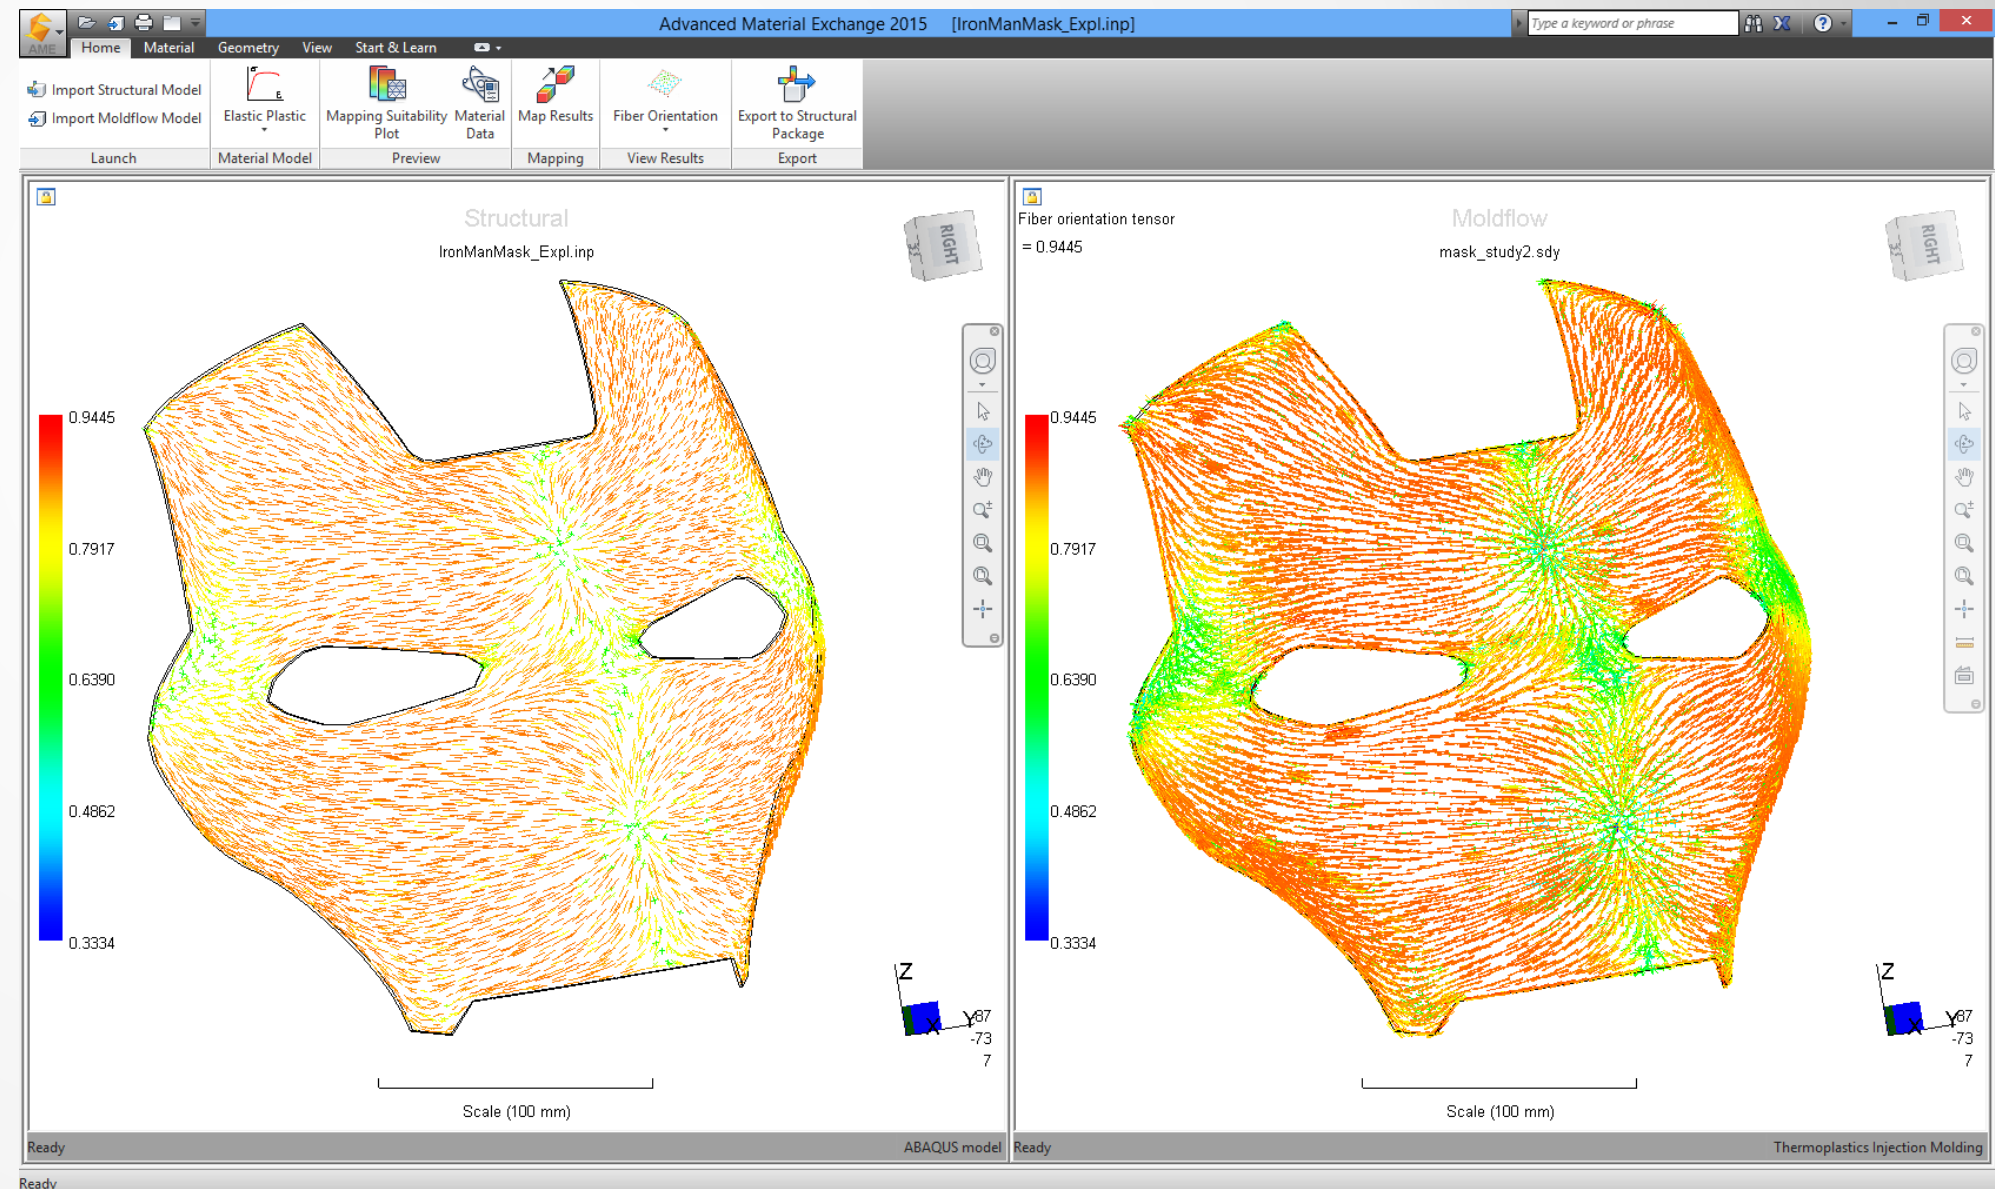 Advanced Material Exchange 2015 [IronManMask_Expl.inp]
Type a keyword or phrase
AME
Home Material Geometry View Start & Learn
Import Structural Model
Import Moldflow Model
Launch
Elastic Plastic
Material Model
Mapping Suitability Plot
Material Data
Preview
Map Results
Mapping
Fiber Orientation
View Results
Export to Structural Package
Export
Structural
IronManMask_Expl.inp
RIGHT
0.9445
0.7917
0.6390
0.4862
0.3334
Z
X
Y
87
-73
7
Scale (100 mm)
Ready
ABAQUS model
Fiber orientation tensor
= 0.9445
Moldflow
mask_study2.sdy
RIGHT
0.9445
0.7917
0.6390
0.4862
0.3334
Z
X
Y
87
-73
7
Scale (100 mm)
Ready
Thermoplastics Injection Molding
Ready